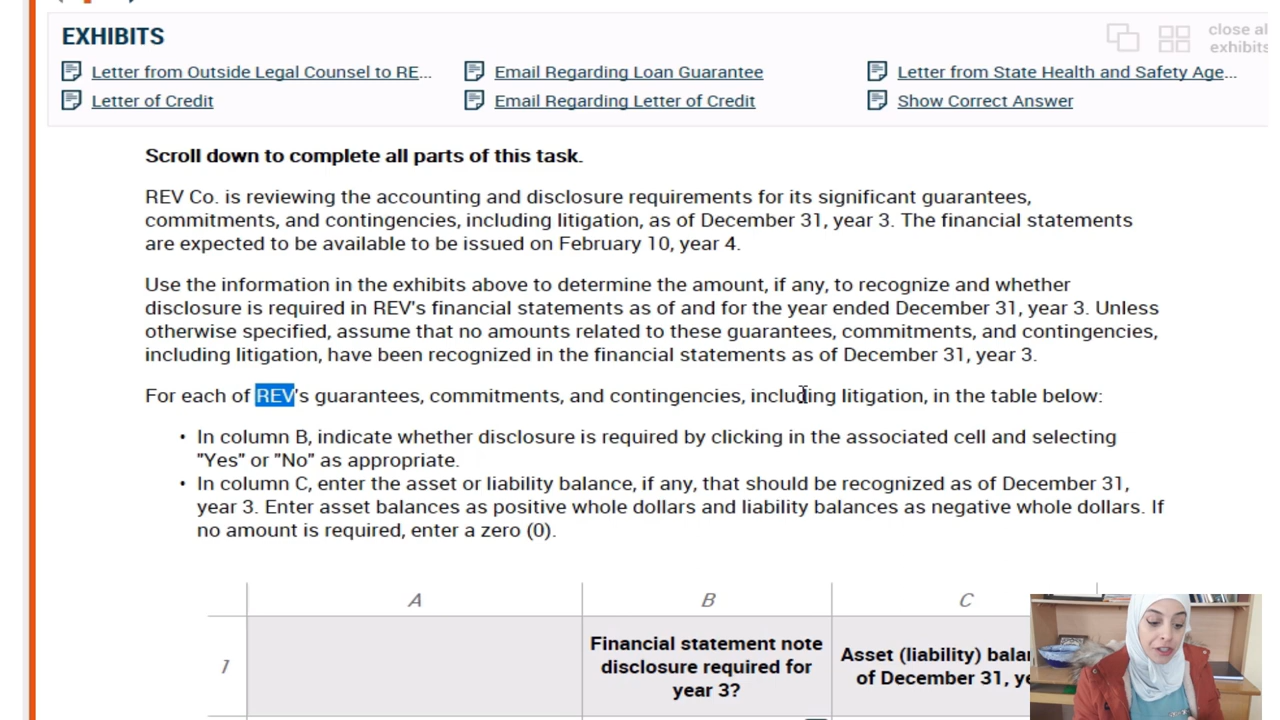 EXHIBITS
close al
exhibits
Letter from Outside Legal Counsel to RE...
Email Regarding Loan Guarantee
Letter from State Health and Safety Age...
Letter of Credit
Email Regarding Letter of Credit
Show Correct Answer
Scroll down to complete all parts of this task.
REV Co. is reviewing the accounting and disclosure requirements for its significant guarantees,
commitments, and contingencies, including litigation, as of December 31, year 3. The financial statements
are expected to be available to be issued on February 10, year 4.
Use the information in the exhibits above to determine the amount, if any, to recognize and whether
disclosure is required in REV's financial statements as of and for the year ended December 31, year 3. Unless
otherwise specified, assume that no amounts related to these guarantees, commitments, and contingencies,
including litigation, have been recognized in the financial statements as of December 31, year 3.
For each of REV's guarantees, commitments, and contingencies, including litigation, in the table below:
• In column B, indicate whether disclosure is required by clicking in the associated cell and selecting
"Yes" or "No" as appropriate.
• In column C, enter the asset or liability balance, if any, that should be recognized as of December 31,
year 3. Enter asset balances as positive whole dollars and liability balances as negative whole dollars. If
no amount is required, enter a zero (0).
A
B
C
1
Financial statement note
disclosure required for
year 3?
Asset (liability) balan
of December 31, ye